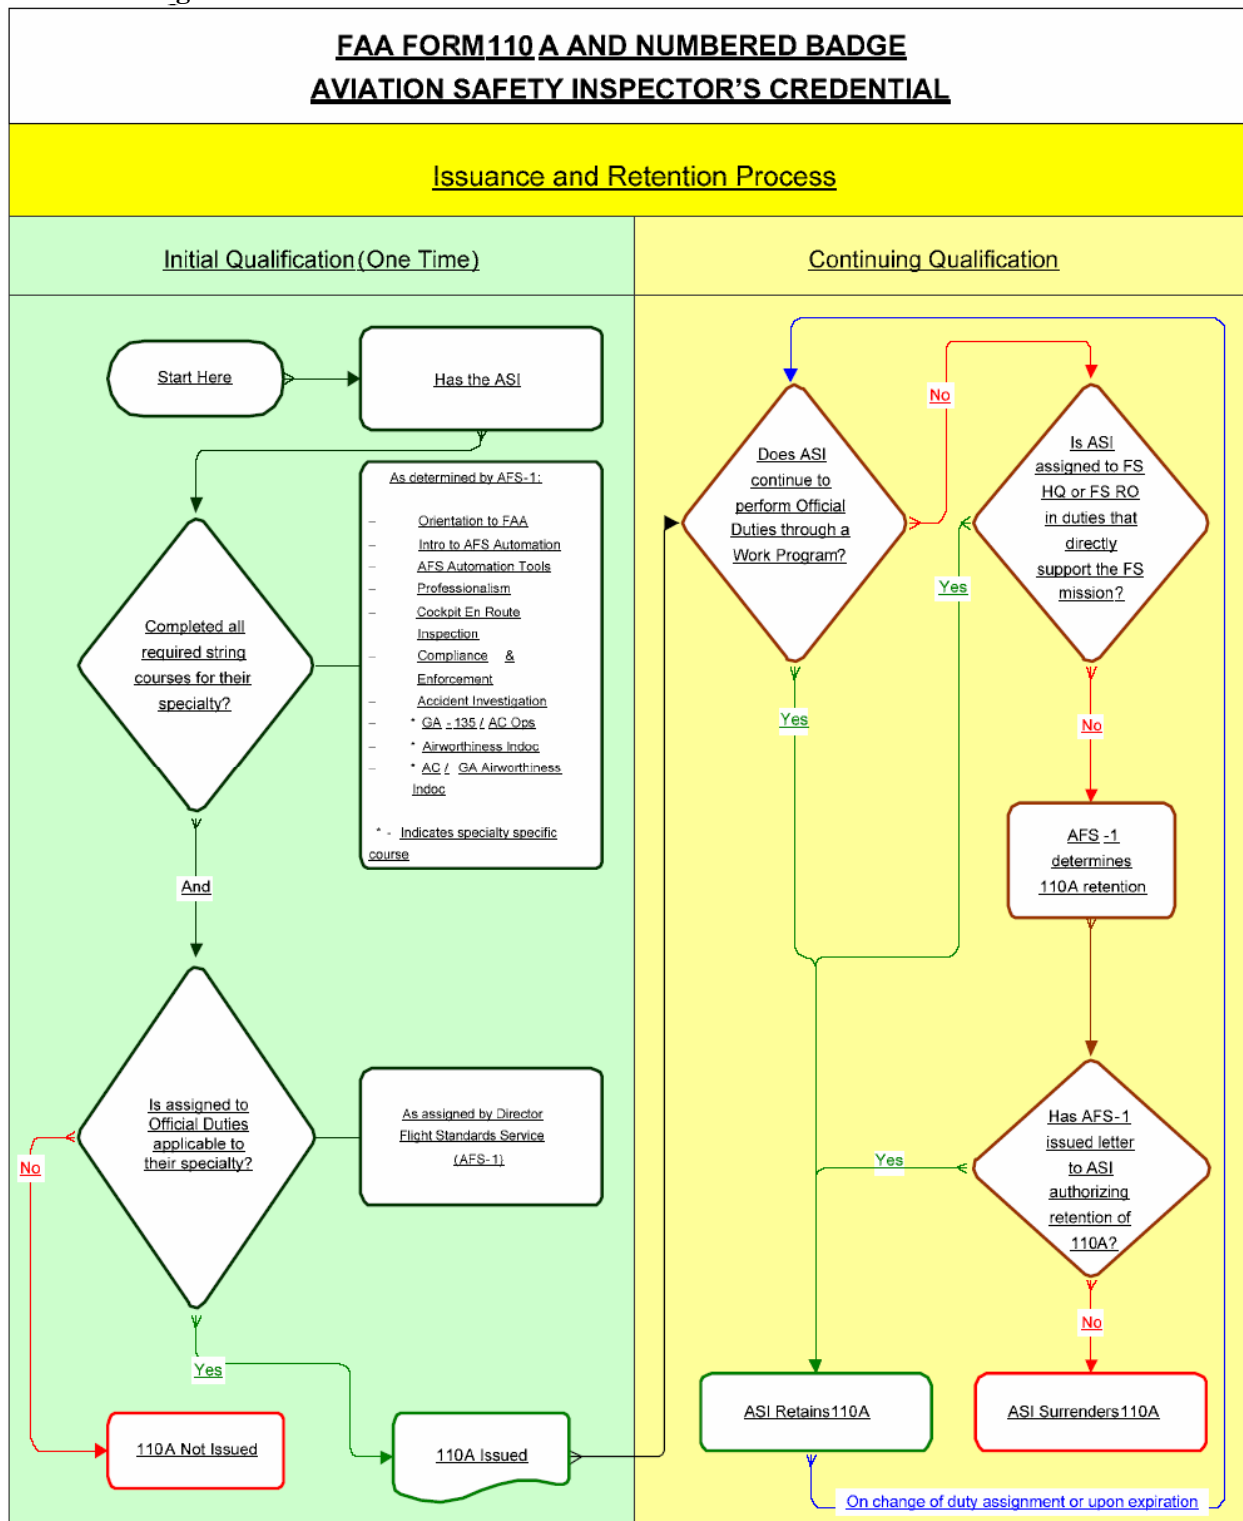 FAA FORM 110 A AND NUMBERED BADGE
AVIATION SAFETY INSPECTOR'S CREDENTIAL
Issuance and Retention Process
Initial Qualification (One Time)
Start Here
Has the ASI
Completed all
required string
courses for their
specialty?
As determined by AFS-1:
– Orientation to FAA
– Intro to AFS Automation
– AFS Automation Tools
– Professionalism
– Cockpit En Route
Inspection
– Compliance &
Enforcement
– Accident Investigation
– * GA - 135 / AC Ops
– * Airworthiness Indoc
– * AC / GA Airworthiness
Indoc
* - Indicates specialty specific
course
And
Is assigned to
Official Duties
applicable to
their specialty?
As assigned by Director
Flight Standards Service
(AFS-1)
No
Yes
110A Not Issued
110A Issued
Continuing Qualification
Does ASI
continue to
perform Official
Duties through a
Work Program?
No
Is ASI
assigned to FS
HQ or FS RO
in duties that
directly
support the FS
mission?
Yes
Yes
No
AFS -1
determines
110A retention
Has AFS-1
issued letter
to ASI
authorizing
retention of
110A?
Yes
No
ASI Retains 110A
ASI Surrenders 110A
On change of duty assignment or upon expiration